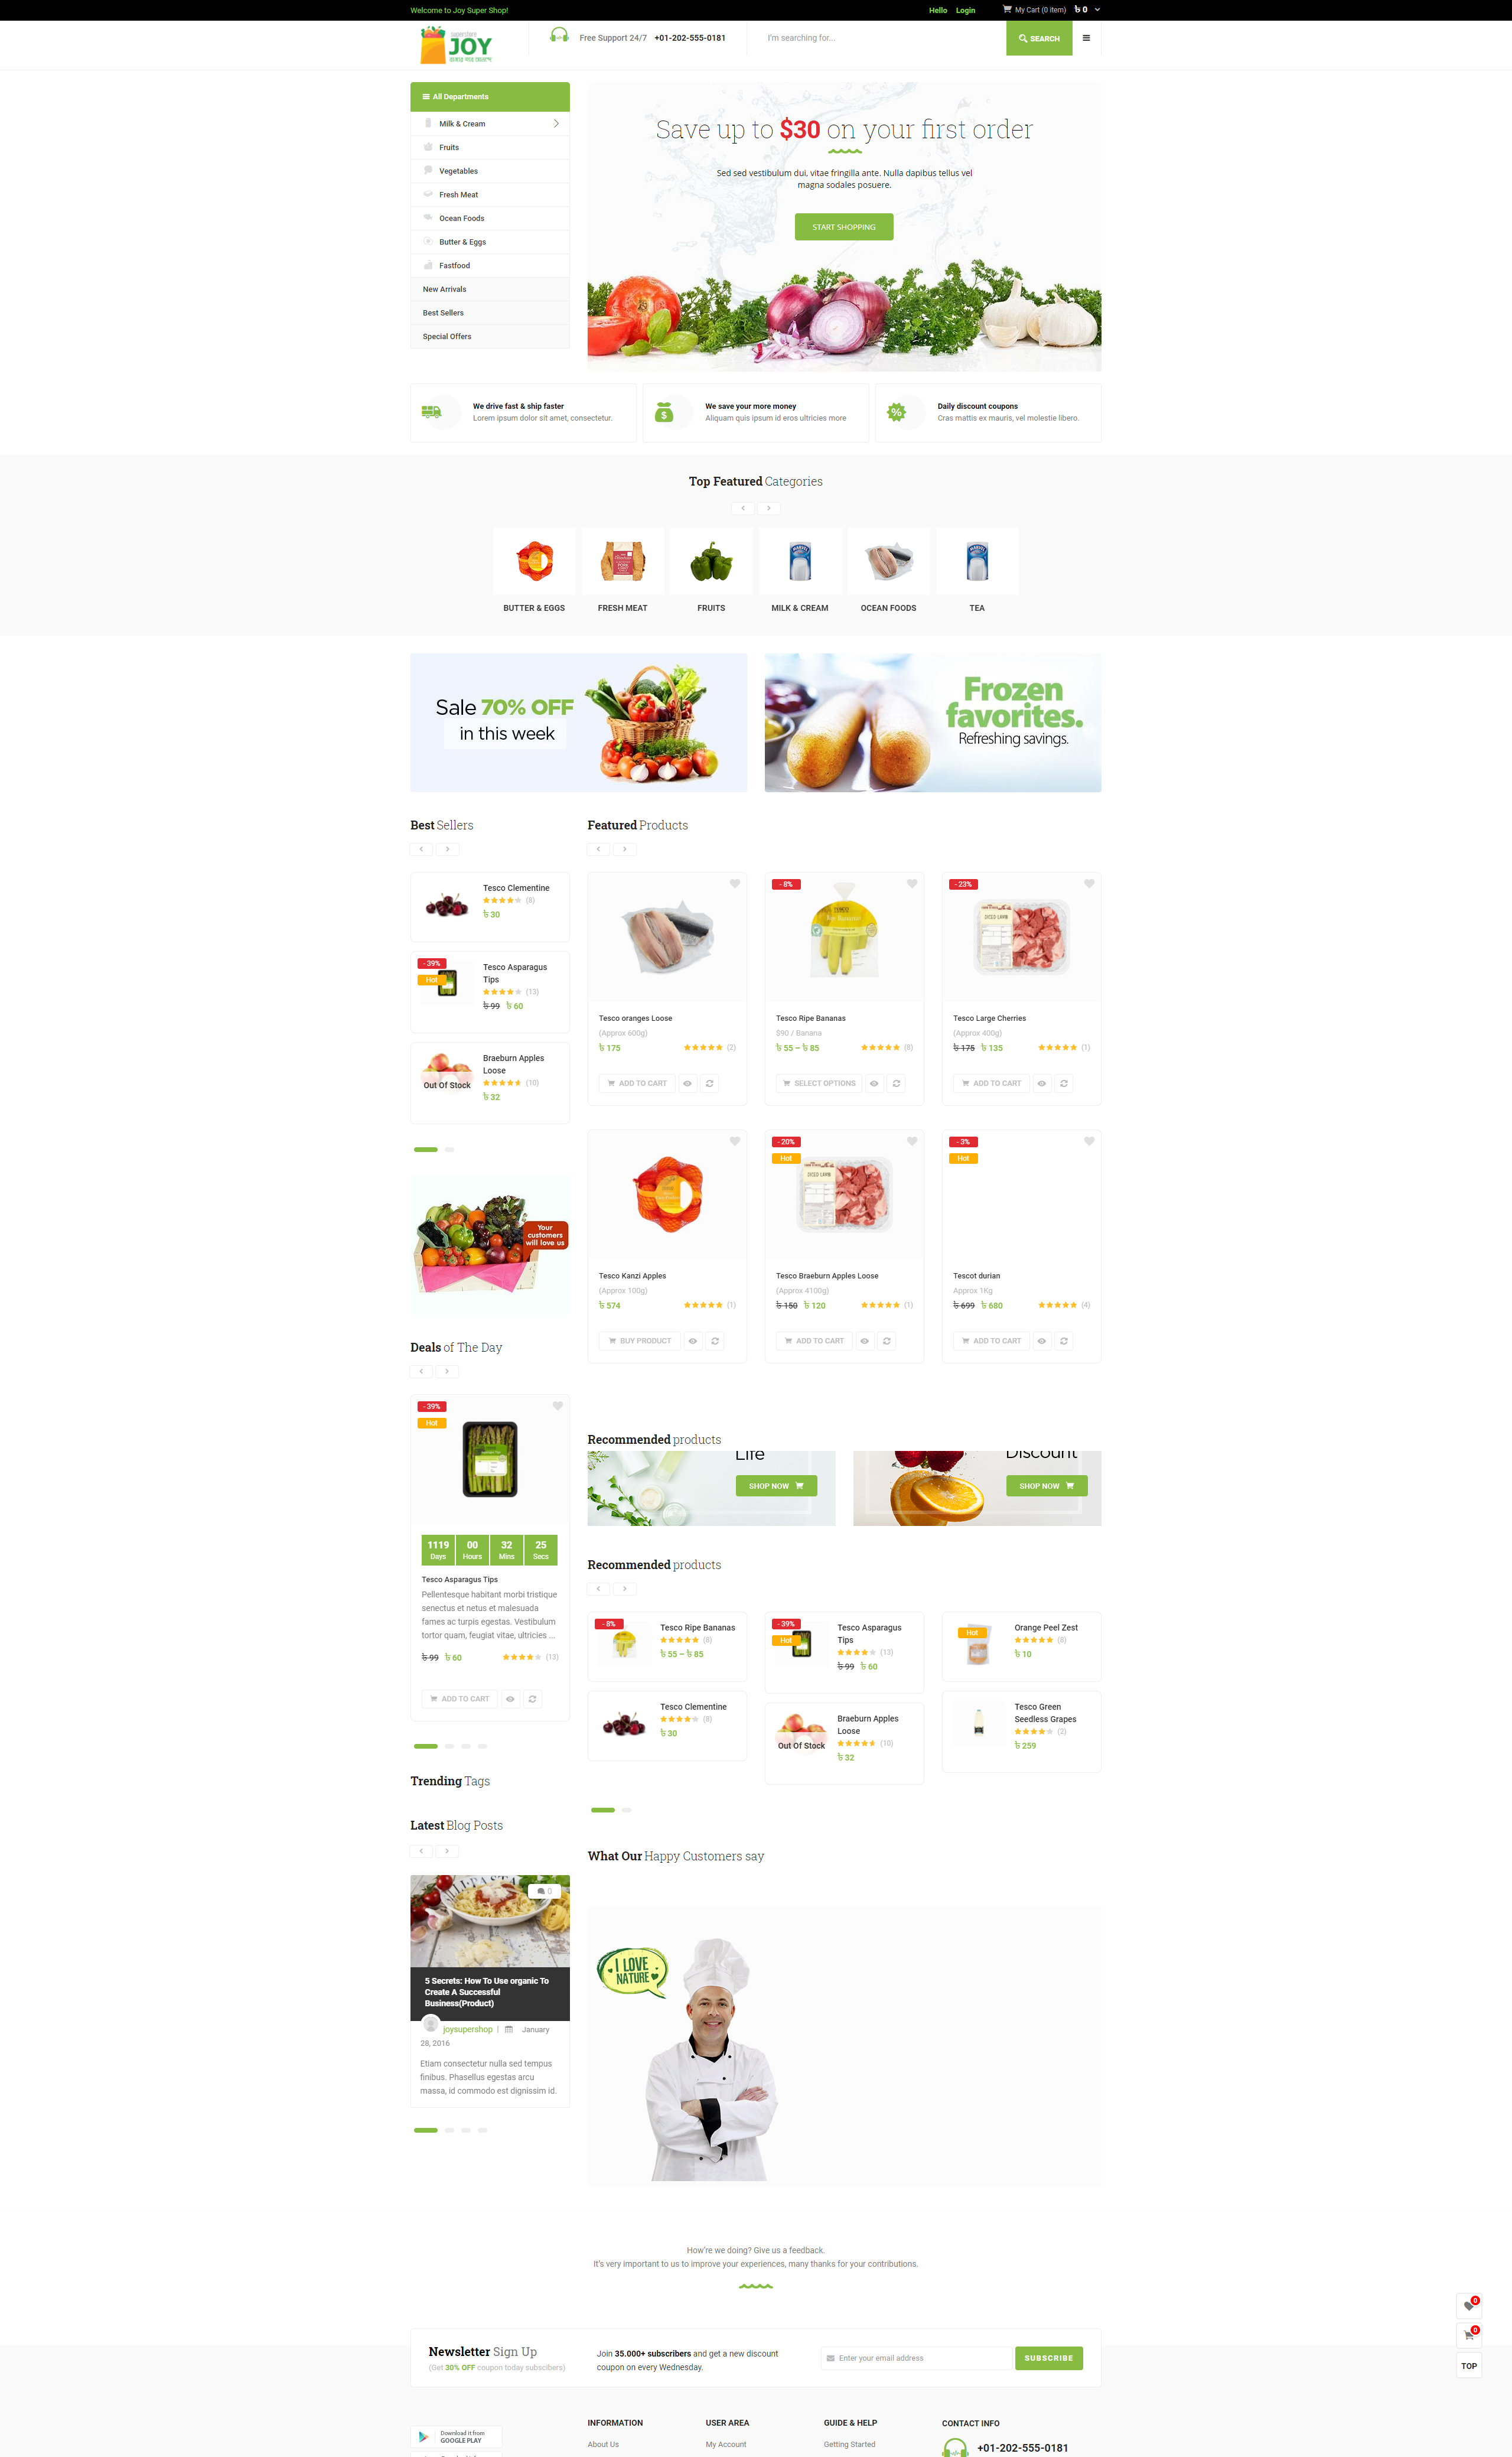 Welcome to Joy Super Shop!
Hello Login
My Cart (0 item) ৳ 0
JOY
Free Support 24/7 +01-202-555-0181
I'm searching for...
SEARCH
All Departments
Milk & Cream
Fruits
Vegetables
Fresh Meat
Ocean Foods
Butter & Eggs
Fastfood
New Arrivals
Best Sellers
Special Offers
Save up to $30 on your first order
Sed sed vestibulum dui, vitae fringilla ante. Nulla dapibus tellus vel
magna sodales posuere.
START SHOPPING
We drive fast & ship faster
Lorem ipsum dolor sit amet, consectetur.
We save your more money
Aliquam quis ipsum id eros ultricies more
Daily discount coupons
Cras mattis ex mauris, vel molestie libero.
Top Featured Categories
BUTTER & EGGS
FRESH MEAT
FRUITS
MILK & CREAM
OCEAN FOODS
TEA
Sale 70% OFF
in this week
Frozen
favorites.
Refreshing savings.
Best Sellers
Tesco Clementine
(8)
৳ 30
- 39%
Hot
Tesco Asparagus
Tips
(13)
৳ 99 ৳ 60
Out Of Stock
Braeburn Apples
Loose
(10)
৳ 32
Your
customers
will love us
Deals of The Day
- 39%
Hot
1119 00 32 25
Days Hours Mins Secs
Tesco Asparagus Tips
Pellentesque habitant morbi tristique
senectus et netus et malesuada
fames ac turpis egestas. Vestibulum
tortor quam, feugiat vitae, ultricies ...
৳ 99 ৳ 60 (13)
ADD TO CART
Trending Tags
Latest Blog Posts
0
5 Secrets: How To Use organic To
Create A Successful
Business(Product)
joysupershop | January
28, 2016
Etiam consectetur nulla sed tempus
finibus. Phasellus egestas arcu
massa, id commodo est dignissim id.
Featured Products
Tesco oranges Loose
(Approx 600g)
৳ 175 (2)
ADD TO CART
- 8%
Tesco Ripe Bananas
$90 / Banana
৳ 55 – ৳ 85 (8)
SELECT OPTIONS
- 23%
DICED LAMB
Tesco Large Cherries
(Approx 400g)
৳ 175 ৳ 135 (1)
ADD TO CART
Tesco Kanzi Apples
(Approx 100g)
৳ 574 (1)
BUY PRODUCT
- 20%
Hot
DICED LAMB
Tesco Braeburn Apples Loose
(Approx 4100g)
৳ 150 ৳ 120 (1)
ADD TO CART
- 3%
Hot
Tescot durian
Approx 1Kg
৳ 699 ৳ 680 (4)
ADD TO CART
Recommended products
Life
SHOP NOW
Discount
SHOP NOW
Recommended products
- 8%
Tesco Ripe Bananas
(8)
৳ 55 – ৳ 85
Tesco Clementine
(8)
৳ 30
- 39%
Hot
Tesco Asparagus
Tips
(13)
৳ 99 ৳ 60
Out Of Stock
Braeburn Apples
Loose
(10)
৳ 32
Hot
Orange Peel Zest
(8)
৳ 10
Tesco Green
Seedless Grapes
(2)
৳ 259
What Our Happy Customers say
I LOVE
NATURE
How're we doing? Give us a feedback.
It's very important to us to improve your experiences, many thanks for your contributions.
0
0
TOP
Newsletter Sign Up
(Get 30% OFF coupon today subscibers)
Join 35.000+ subscribers and get a new discount
coupon on every Wednesday.
Enter your email address
SUBSCRIBE
Download it from
GOOGLE PLAY
INFORMATION
About Us
USER AREA
My Account
GUIDE & HELP
Getting Started
CONTACT INFO
+01-202-555-0181